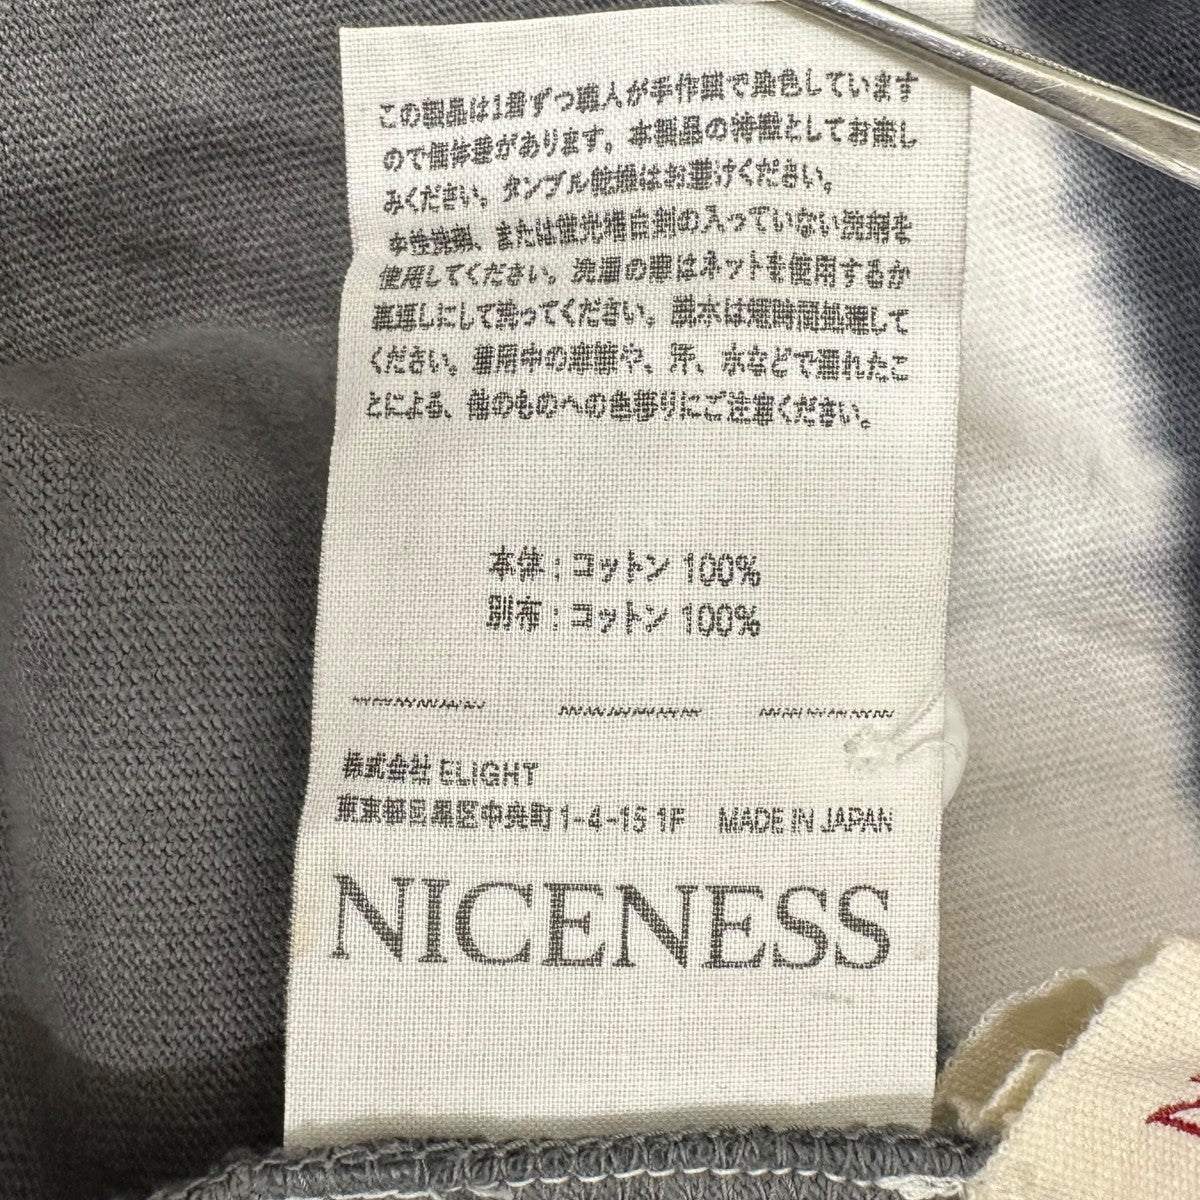 この製品は1着ずつ職人が手作業で染色しています
ので個体差があります。本製品の特徴としてお楽し
みください。タンブル乾燥はお避けください。
中性洗剤、または蛍光増白剤の入っていない洗剤を
使用してください。洗濯の際はネットを使用するか
裏返しにして洗ってください。脱水は短時間処理して
ください。着用中の摩擦や、汗、水などで濡れたこ
とによる、他のものへの色移りにご注意ください。
本体：コットン 100%
別布：コットン 100%
株式会社 ELIGHT
東京都目黒区中央町1-4-15 1F MADE IN JAPAN
NICENESS